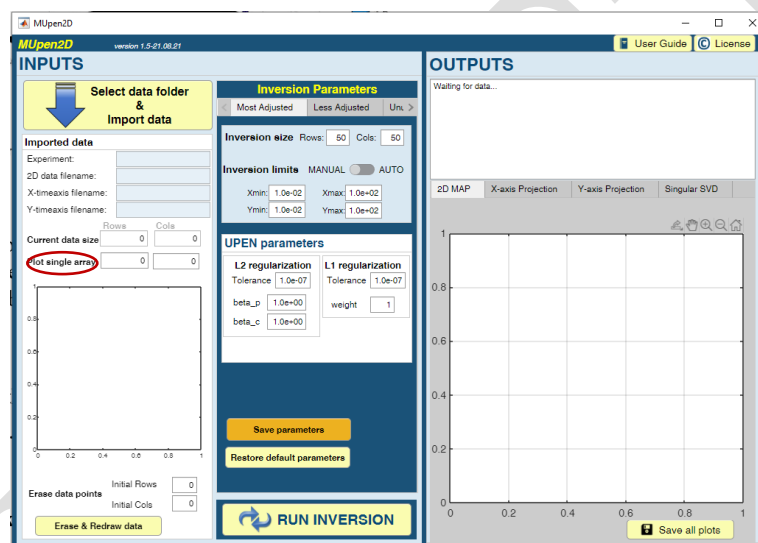 MUpen2D
MUpen2D version 1.5-21.08.21 User Guide License
INPUTS
Select data folder
&
Import data
Imported data
Experiment:
2D data filename:
X-timeaxis filename:
Y-timeaxis filename:
Rows Cols
Current data size 0 0
Plot single array 0 0
1
0.8
0.6
0.4
0.2
0
0 0.2 0.4 0.6 0.8 1
Erase data points
Initial Rows 0
Initial Cols 0
Erase & Redraw data
Inversion Parameters
Most Adjusted Less Adjusted
Inversion size Rows: 50 Cols: 50
Inversion limits MANUAL AUTO
Xmin: 1.0e-02 Xmax: 1.0e+02
Ymin: 1.0e-02 Ymax: 1.0e+02
UPEN parameters
L2 regularization L1 regularization
Tolerance 1.0e-07 Tolerance 1.0e-07
beta_p 1.0e+00 weight 1
beta_c 1.0e+00
Save parameters
Restore default parameters
RUN INVERSION
OUTPUTS
Waiting for data...
2D MAP X-axis Projection Y-axis Projection Singular SVD
1
0.8
0.6
0.4
0.2
0
0 0.2 0.4 0.6 0.8 1
Save all plots